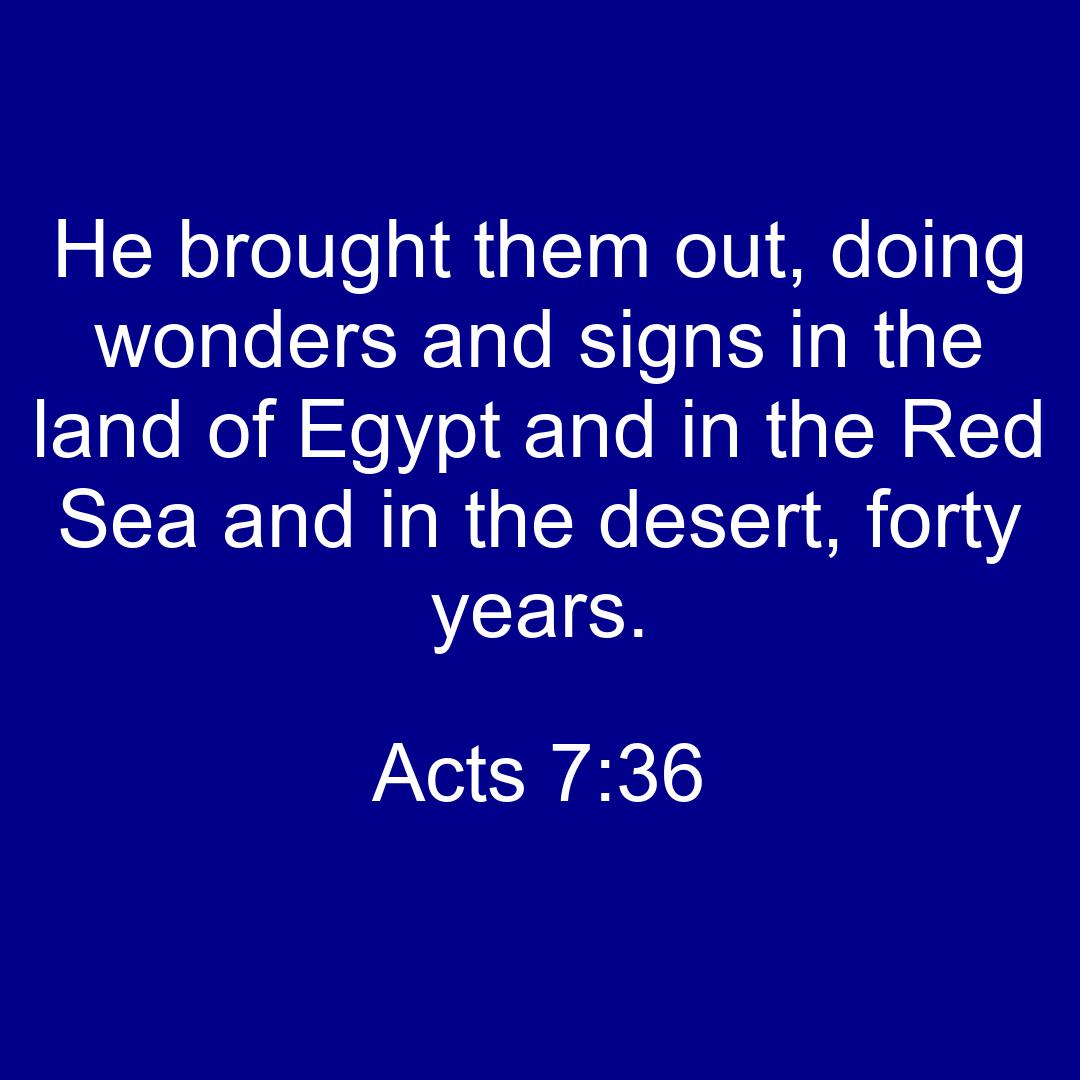 He brought them out, doing
wonders and signs in the
land of Egypt and in the Red
Sea and in the desert, forty
years.
Acts 7:36